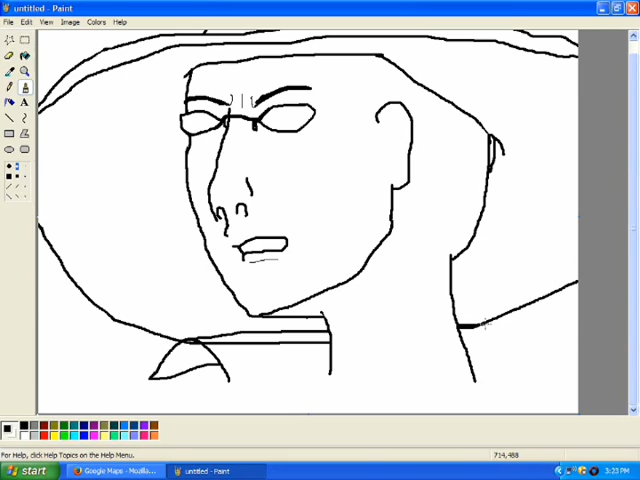 untitled - Paint
File Edit View Image Colors Help
For Help, click Help Topics on the Help Menu.
714,488
start
Google Maps - Mozilla...
untitled - Paint
3:23 PM